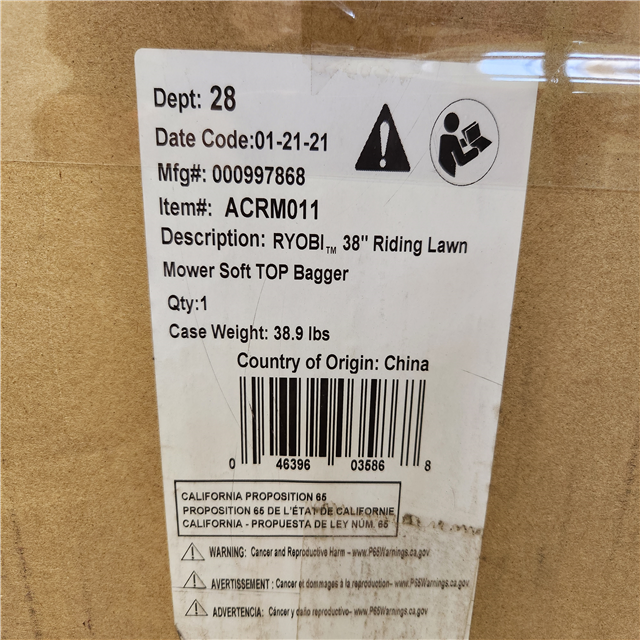 Dept: 28
Date Code:01-21-21
Mfg#: 000997868
Item#: ACRM011
Description: RYOBI™ 38" Riding Lawn
Mower Soft TOP Bagger
Qty:1
Case Weight: 38.9 lbs
Country of Origin: China
0 46396 03586 8
CALIFORNIA PROPOSITION 65
PROPOSITION 65 DE L'ÉTAT DE CALIFORNIE
CALIFORNIA - PROPUESTA DE LEY NÚM. 65
WARNING: Cancer and Reproductive Harm – www.P65Warnings.ca.gov
AVERTISSEMENT : Cancer et dommages à la reproduction– www.P65Warnings.ca.gov
ADVERTENCIA: Cáncer y daño reproductivo– www.P65Warnings.ca.gov